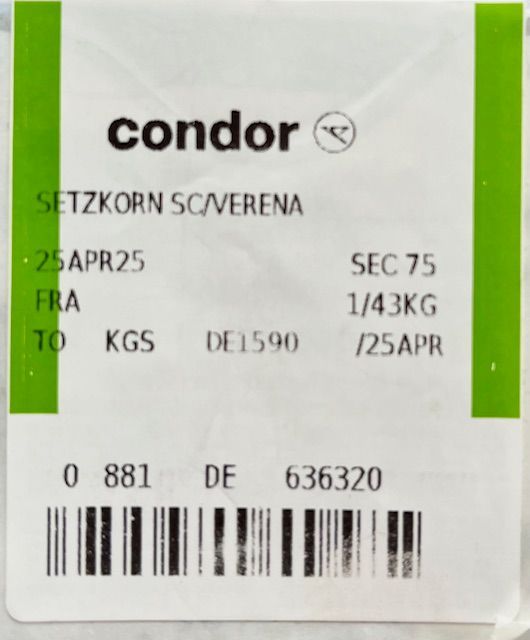 condor
SETZKORN SC/VERENA
25APR25 SEC 75
FRA 1/43KG
TO KGS DE1590 /25APR
0 881 DE 636320